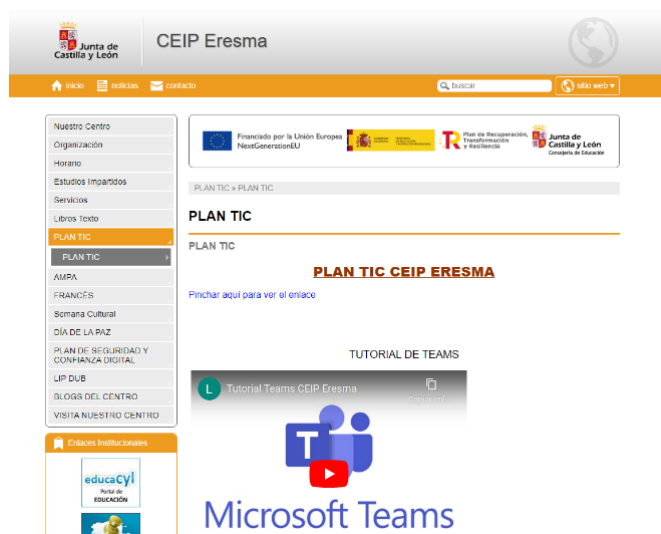 Junta de
Castilla y León
CEIP Eresma
inicio noticias contacto
buscar
sitio web
Nuestro Centro
Organización
Horario
Estudios Impartidos
Servicios
Libros Texto
PLAN TIC
PLAN TIC
AMPA
FRANCÉS
Semana Cultural
DÍA DE LA PAZ
PLAN DE SEGURIDAD Y
CONFIANZA DIGITAL
LIP DUB
BLOGS DEL CENTRO
VISITA NUESTRO CENTRO
Enlaces Institucionales
educacyl
Portal de
EDUCACIÓN
Financiado por la Unión Europea
NextGenerationEU
Plan de Recuperación,
Transformación
y Resiliencia
Junta de
Castilla y León
Consejería de Educación
PLAN TIC » PLAN TIC
PLAN TIC
PLAN TIC
PLAN TIC CEIP ERESMA
Pinchar aquí para ver el enlace
TUTORIAL DE TEAMS
L Tutorial Teams CEIP Eresma
T
Microsoft Teams